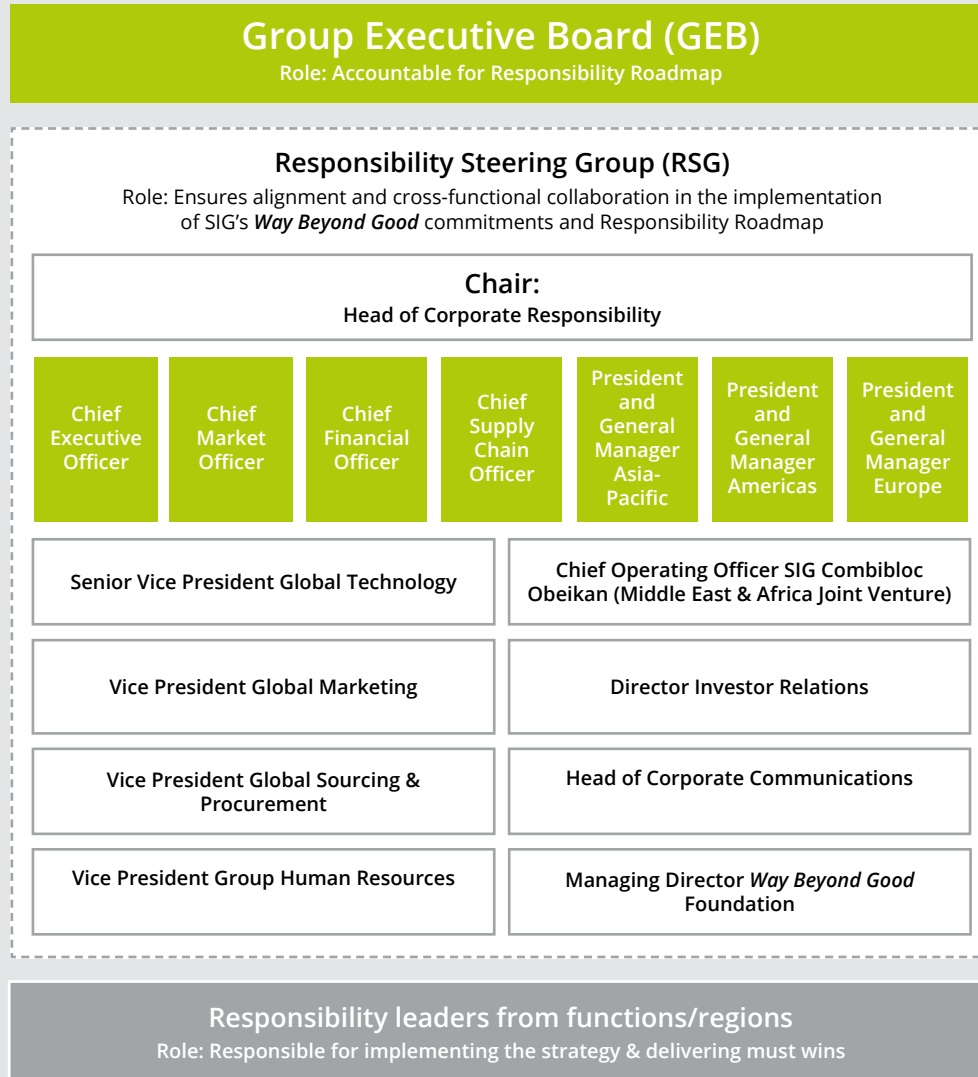 Group Executive Board (GEB)
Role: Accountable for Responsibility Roadmap
Responsibility Steering Group (RSG)
Role: Ensures alignment and cross-functional collaboration in the implementation
of SIG’s Way Beyond Good commitments and Responsibility Roadmap
Chair:
Head of Corporate Responsibility
Chief
Executive
Officer
Chief
Market
Officer
Chief
Financial
Officer
Chief
Supply
Chain
Officer
President
and
General
Manager
Asia-
Pacific
President
and
General
Manager
Americas
President
and
General
Manager
Europe
Senior Vice President Global Technology
Chief Operating Officer SIG Combibloc
Obeikan (Middle East & Africa Joint Venture)
Vice President Global Marketing
Director Investor Relations
Vice President Global Sourcing &
Procurement
Head of Corporate Communications
Vice President Group Human Resources
Managing Director Way Beyond Good
Foundation
Responsibility leaders from functions/regions
Role: Responsible for implementing the strategy & delivering must wins